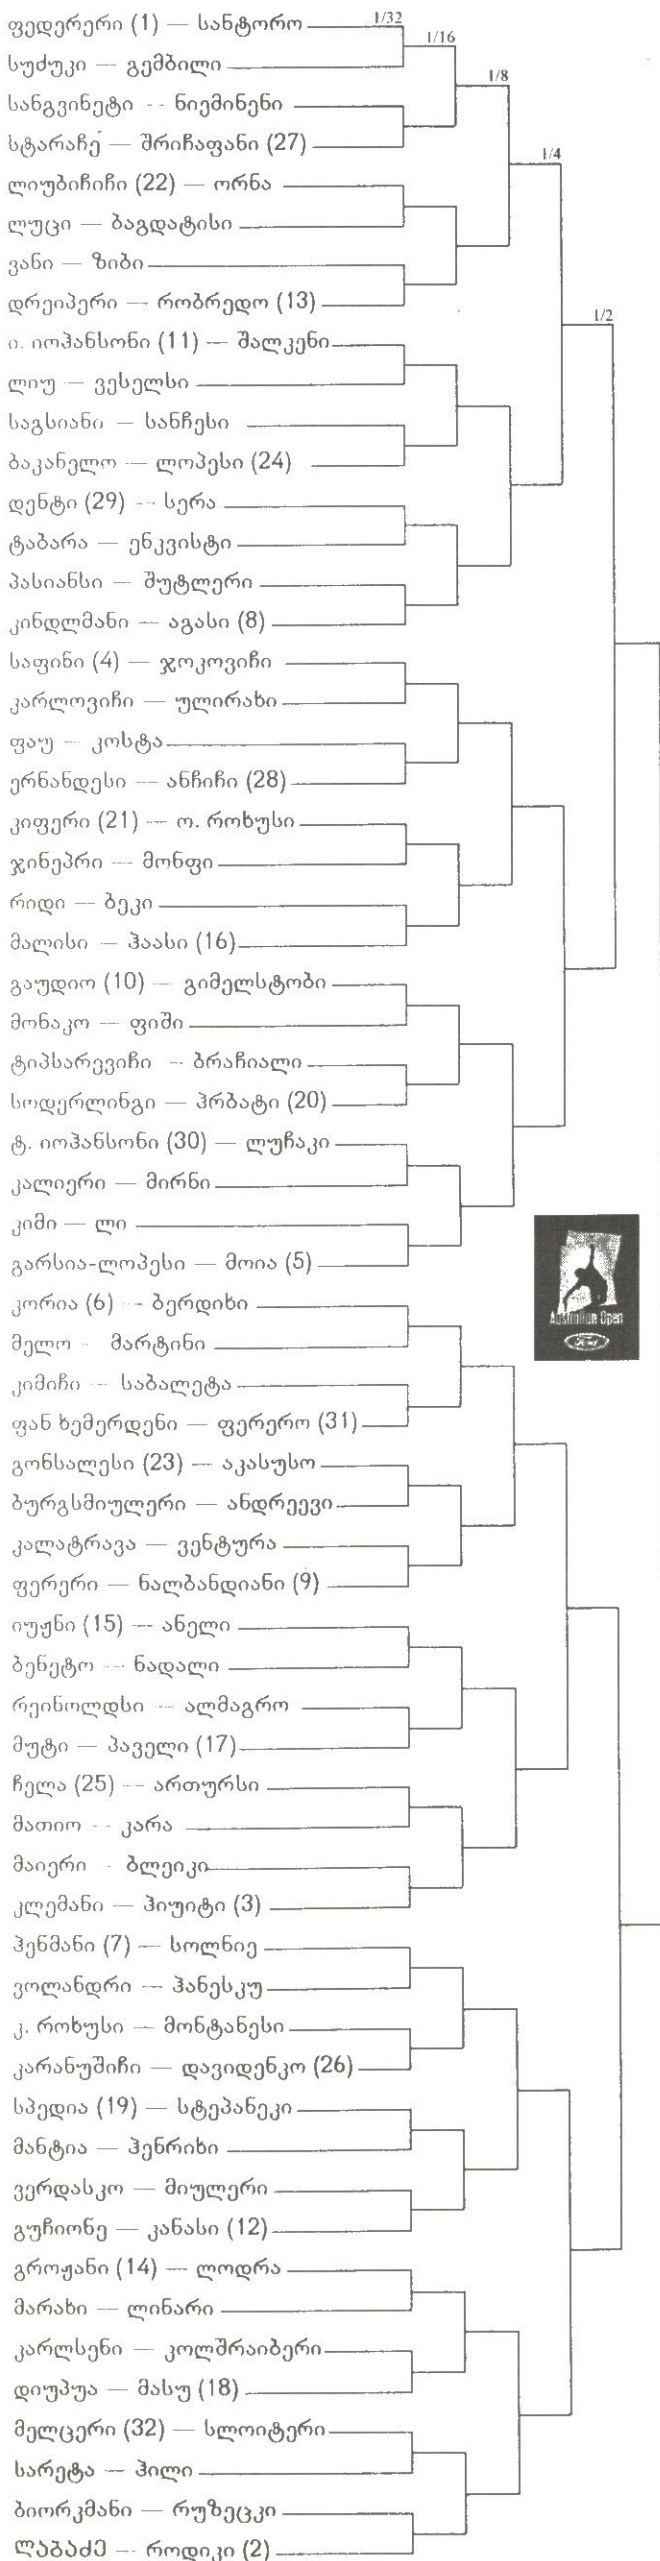 ფედერერი (1) — სანტორო
1/32
1/16
სუძუკი — გემბილი
1/8
სანგვინეტი — ნიემინენი
სტარაჩე — შრიჩაფანი (27)
1/4
ლიუბიჩიჩი (22) — ორნა
ლუცი — ბაგდატისი
ვანი — ზიბი
დრეიპერი — რობრედო (13)
1/2
ი. იოჰანსონი (11) — შალკენი
ლიუ — ვესელსი
საგსიანი — სანჩესი
ბაკანელო — ლოპესი (24)
დენტი (29) — სერა
ტაბარა — ენკვისტი
პასიანსი — შუტლერი
კინდლმანი — აგასი (8)
საფინი (4) — ჯოკოვიჩი
კარლოვიჩი — ულირახი
ფაუ — კოსტა
ერნანდესი — ანჩიჩი (28)
კიფერი (21) — ო. როხუსი
ჯინეპრი — მონფი
რიდი — ბეკი
მალისი — ჰაასი (16)
გაუდიო (10) — გიმელსტობი
მონაკო — ფიში
ტიპსარევიჩი — ბრაჩიალი
სოდერლინგი — ჰრბატი (20)
ტ. იოჰანსონი (30) — ლუჩაკი
კალიერი — მირნი
კიმი — ლი
გარსია-ლოპესი — მოია (5)
Australian Open
Ford
კორია (6) — ბერდიხი
მელო - მარტინი
კიმიჩი — საბალეტა
ფან ხემერდენი — ფერერო (31)
გონსალესი (23) — აკასუსო
ბურგსმიულერი — ანდრეევი
კალატრავა — ვენტურა
ფერერი — ნალბანდიანი (9)
იუჟნი (15) — ანელი
ბენეტო — ნადალი
რეინოლდსი — ალმაგრო
მუტი — პაველი (17)
ჩელა (25) — ართურსი
მათიო - კარა
მაიერი - ბლეიკი
კლემანი — ჰიუიტი (3)
ჰენმანი (7) — სოლნიე
ვოლანდრი — ჰანესკუ
კ. როხუსი — მონტანესი
კარანუშიჩი — დავიდენკო (26)
სპედია (19) — სტეპანეკი
მანტია — ჰენრიხი
ვერდასკო — მიულერი
გუჩიონე — კანასი (12)
გროჟანი (14) — ლოდრა
მარახი — ლინარი
კარლსენი — კოლშრაიბერი
დიუპუა — მასუ (18)
მელცერი (32) — სლოიტერი
სარეტა — ჰილი
ბიორკმანი — რუზეცკი
ლაბაძე — როდიკი (2)